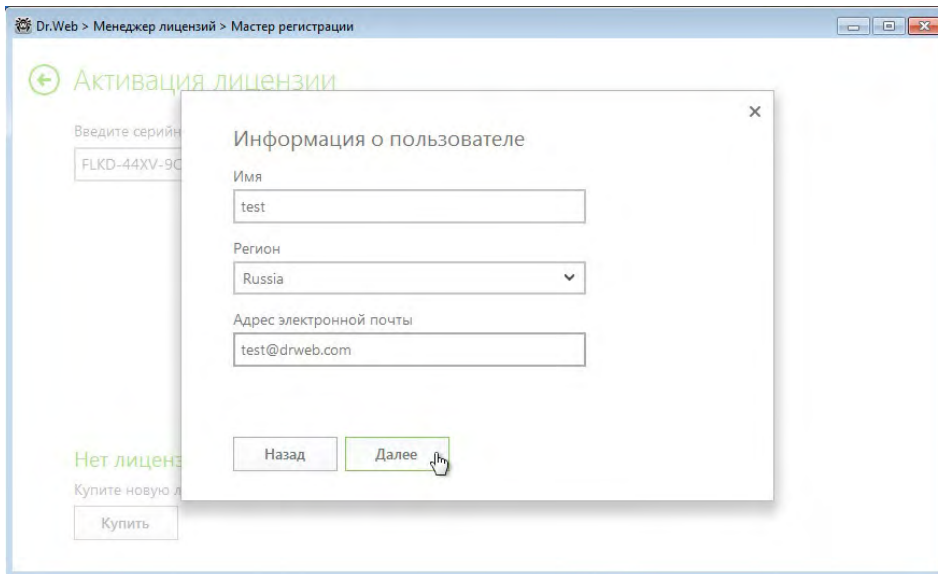 Dr.Web > Менеджер лицензий > Мастер регистрации
Активация лицензии
Введите серийн
FLKD-44XV-9
Информация о пользователе
Имя
test
Регион
Russia
Адрес электронной почты
test@drweb.com
Назад
Далее
Нет лиценз
Купите новую л
Купить